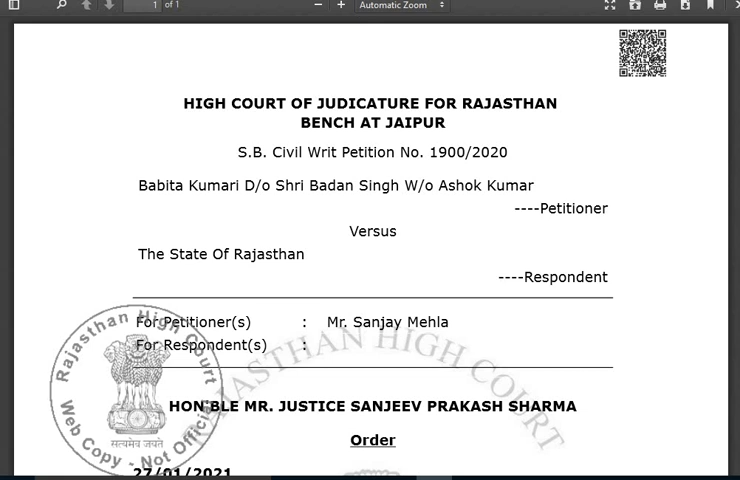 1 of 1
Automatic Zoom
HIGH COURT OF JUDICATURE FOR RAJASTHAN
BENCH AT JAIPUR
S.B. Civil Writ Petition No. 1900/2020
Babita Kumari D/o Shri Badan Singh W/o Ashok Kumar
----Petitioner
Versus
The State Of Rajasthan
----Respondent
For Petitioner(s) : Mr. Sanjay Mehla
For Respondent(s) :
HON'BLE MR. JUSTICE SANJEEV PRAKASH SHARMA
Order
27/01/2021
Rajasthan High Court
सत्यमेव जयते
Web Copy - Not Official
RAJASTHAN HIGH COURT